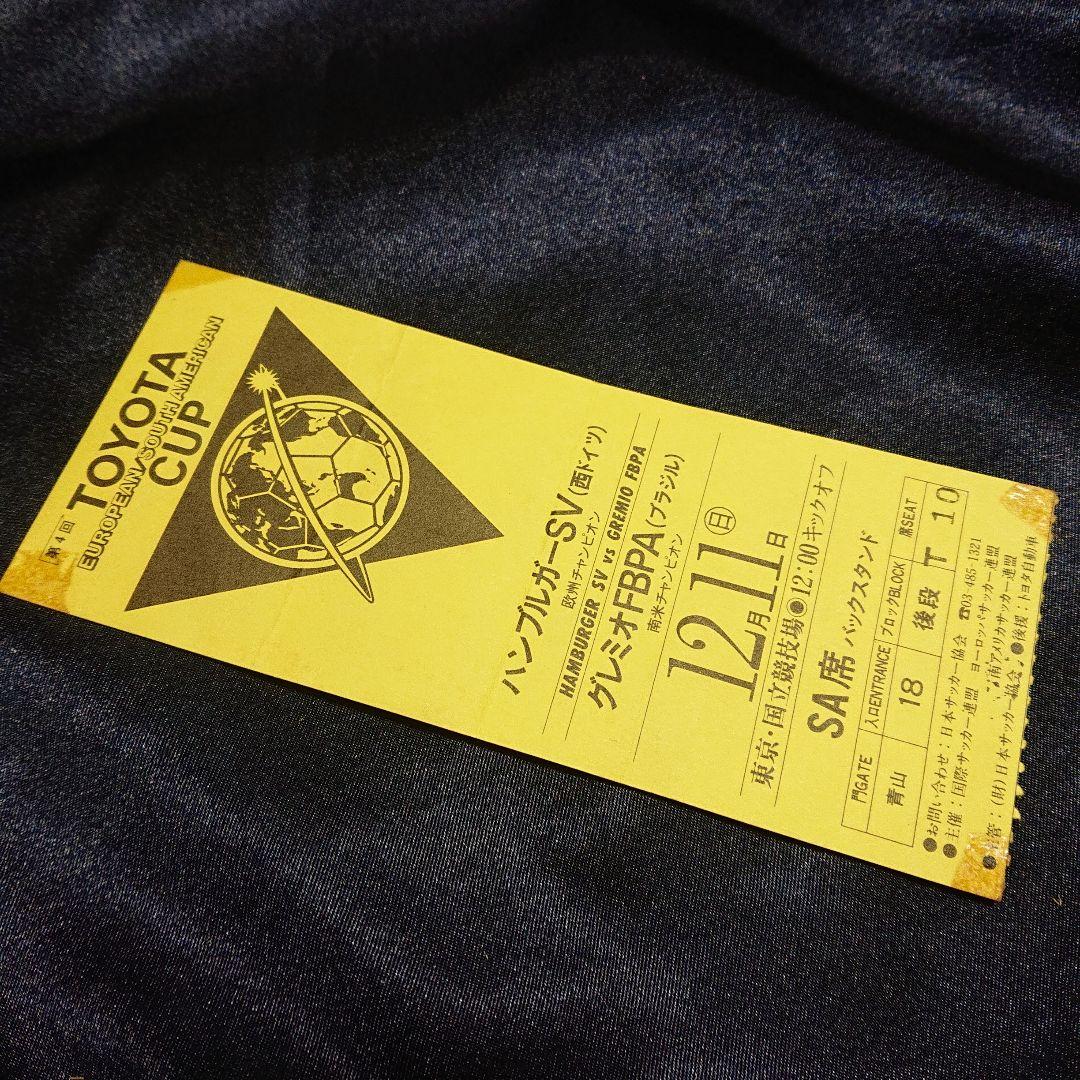 第4回
TOYOTA
EUROPEAN/SOUTH AMERICAN
CUP
ハンブルガーSV(西ドイツ)
欧州チャンピオン
HAMBURGER SV vs GREMIO FBPA
グレミオFBPA(ブラジル)
南米チャンピオン
12月11日(日)
東京・国立競技場●12:00キックオフ
SA席 バックスタンド
門GATE 入口ENTRANCE ブロックBLOCK 席SEAT
青山 18 後段 T 10
●お問い合わせ:日本サッカー協会 ☎03-485-1321
●主催:国際サッカー連盟 ヨーロッパサッカー連盟
南アメリカサッカー連盟
●主管:(財)日本サッカー協会 ●後援:トヨタ自動車